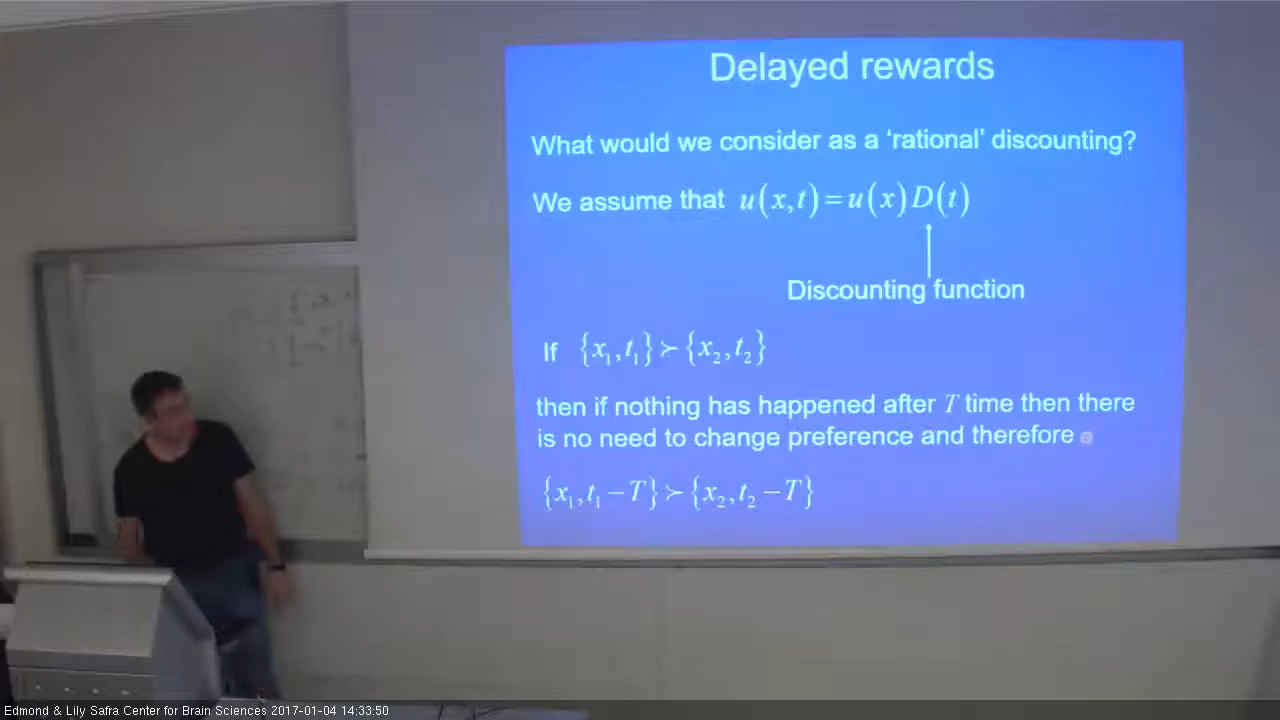 Delayed rewards
What would we consider as a ‘rational’ discounting?
We assume that u(x,t)=u(x)D(t)
Discounting function
If {x₁,t₁}≻{x₂,t₂}
then if nothing has happened after T time then there
is no need to change preference and therefore
{x₁,t₁−T}≻{x₂,t₂−T}
Edmond & Lily Safra Center for Brain Sciences 2017-01-04 14:33:50